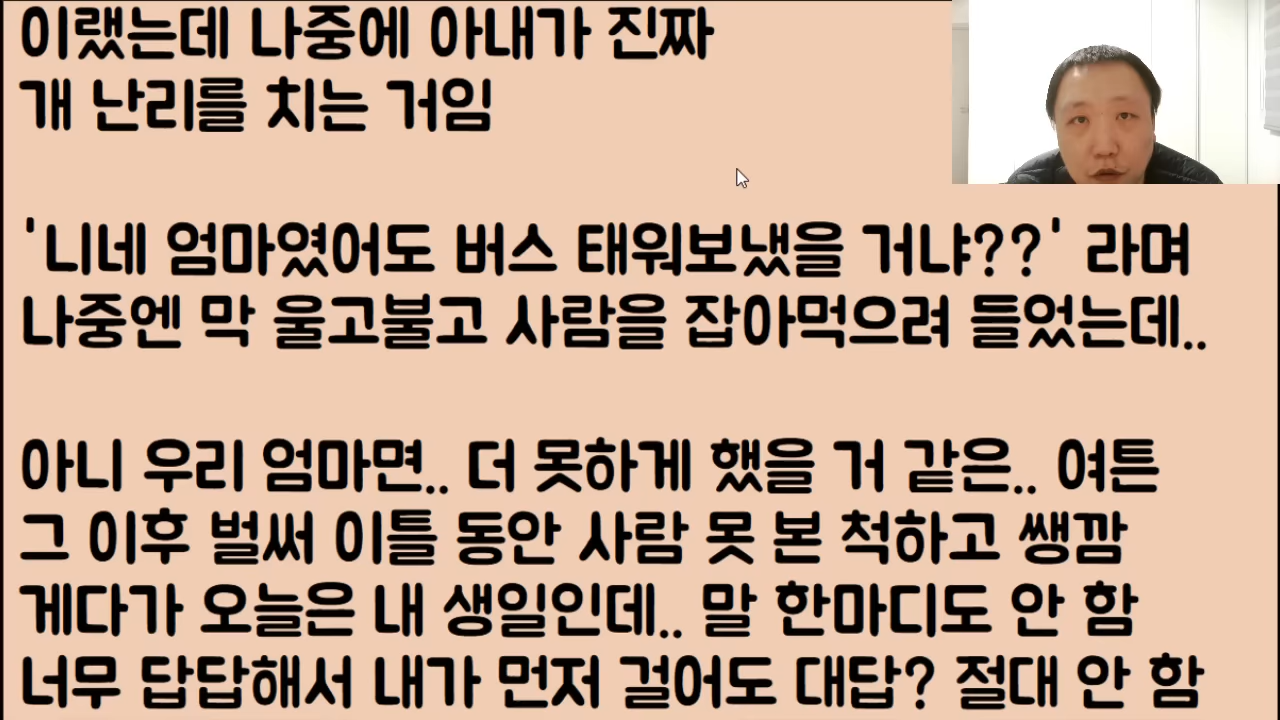 이랬는데 나중에 아내가 진짜
개 난리를 치는 거임
'니네 엄마였어도 버스 태워보냈을 거냐??' 라며
나중엔 막 울고불고 사람을 잡아먹으려 들었는데..
아니 우리 엄마면.. 더 못하게 했을 거 같은.. 여튼
그 이후 벌써 이틀 동안 사람 못 본 척하고 쌩깜
게다가 오늘은 내 생일인데.. 말 한마디도 안 함
너무 답답해서 내가 먼저 걸어도 대답? 절대 안 함